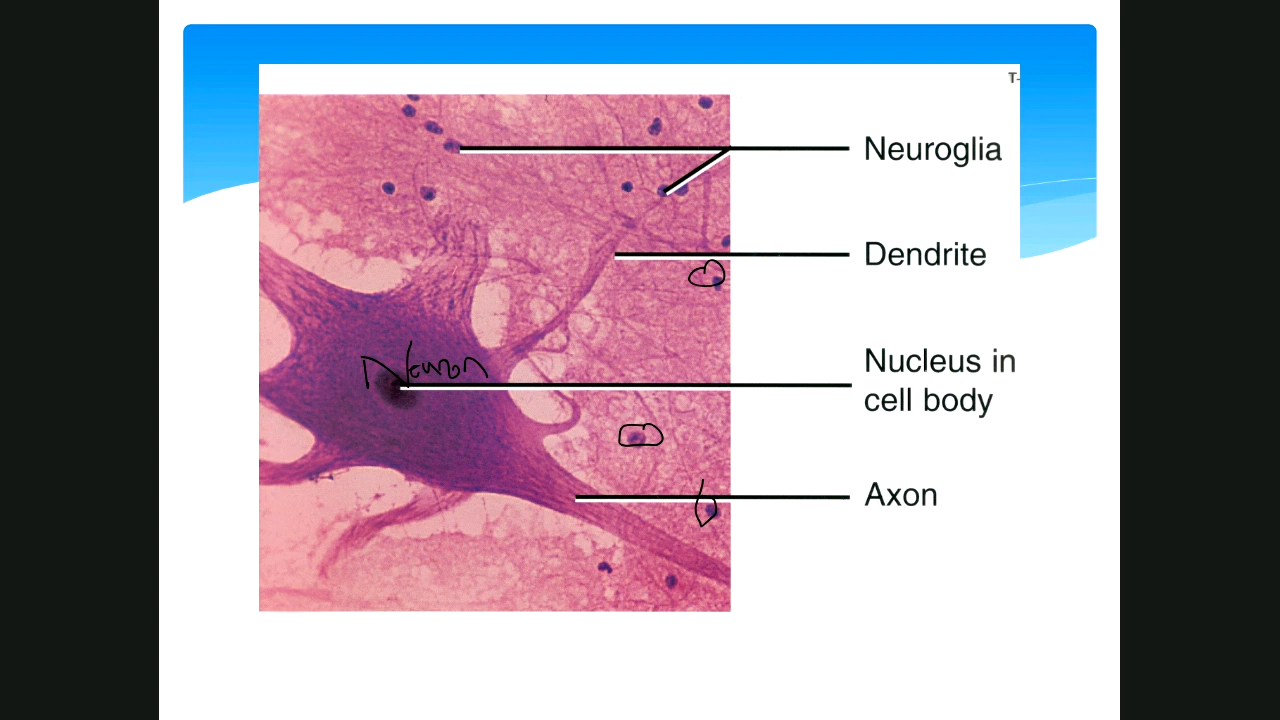 T-
Neuroglia
Dendrite
Neuron
Nucleus in
cell body
Axon